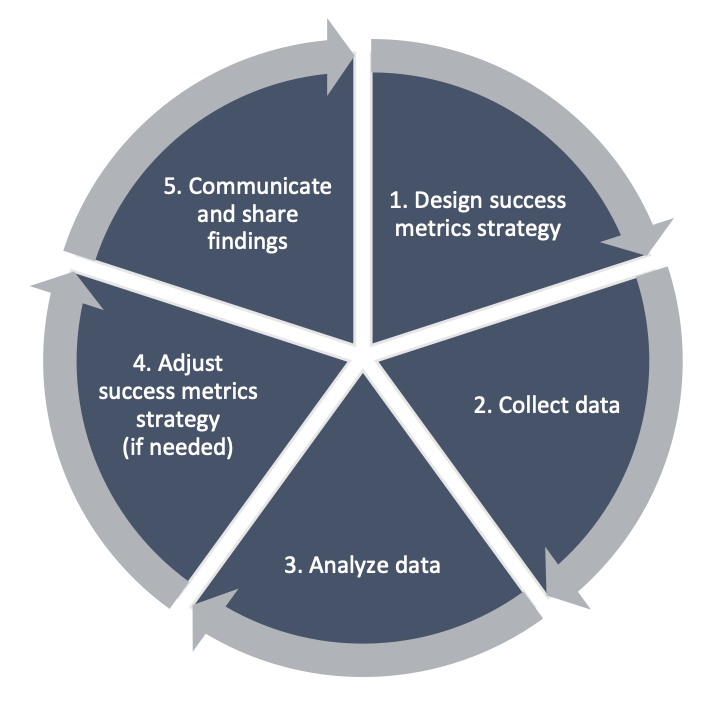 1. Design success
metrics strategy
2. Collect data
3. Analyze data
4. Adjust
success metrics
strategy
(if needed)
5. Communicate
and share
findings